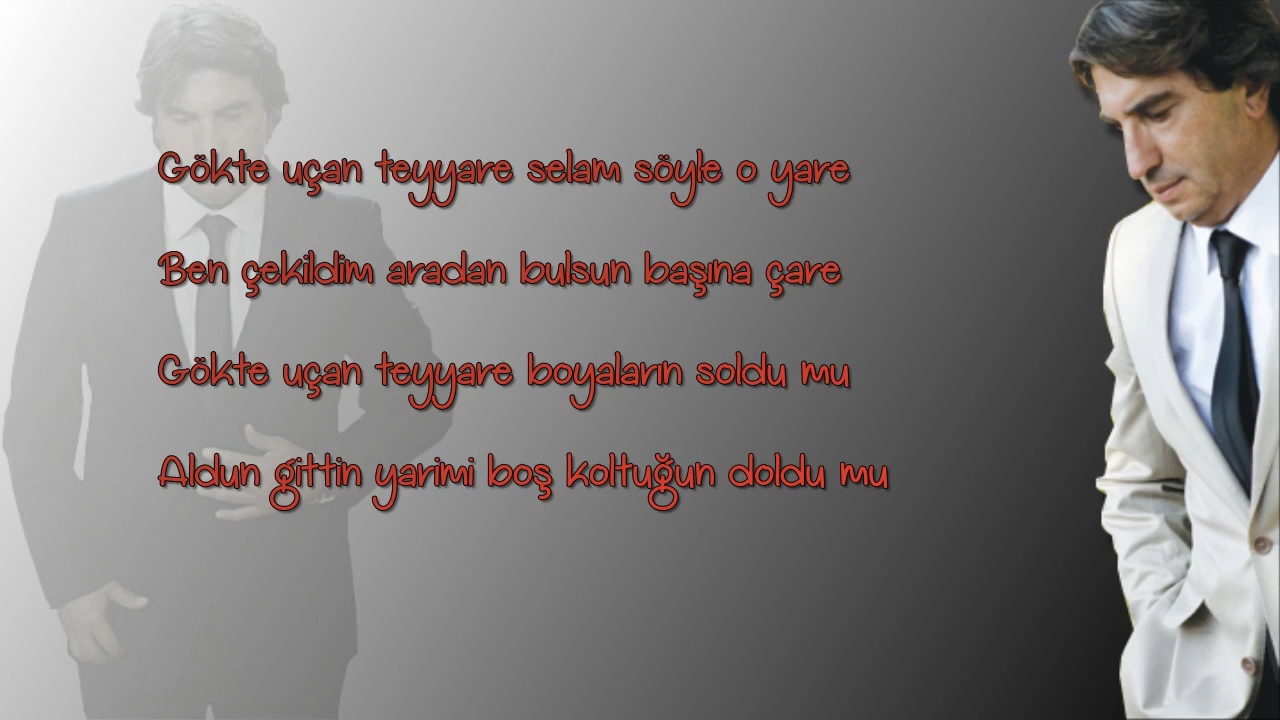 Gökte uçan teyyare selam söyle o yare
Ben çekildim aradan bulsun başına çare
Gökte uçan teyyare boyaların soldu mu
Aldun gittin yarimi boş koltuğun doldu mu